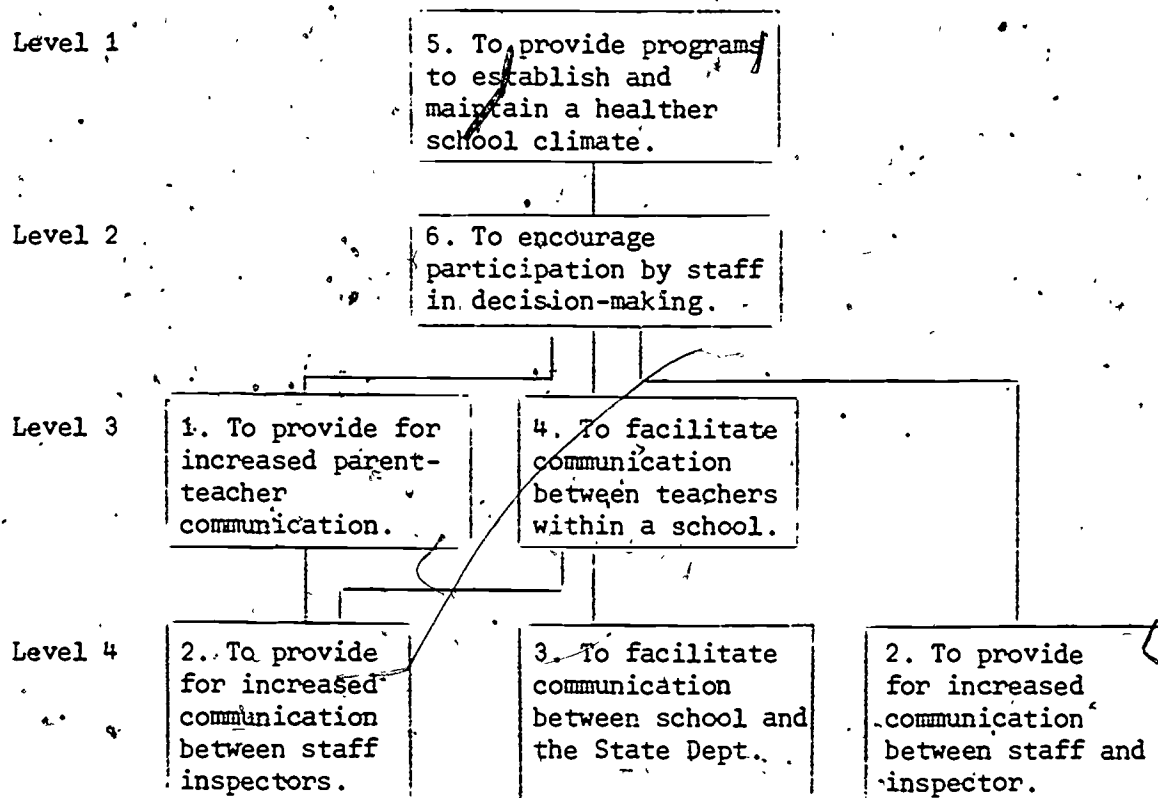 Level 1
5. To provide programs
to establish and
maintain a healther
school climate.
Level 2
6. To encourage
participation by staff
in decision-making.
Level 3
1. To provide for
increased parent-
teacher
communication.
4. To facilitate
communication
between teachers
within a school.
Level 4
2. To provide
for increased
communication
between staff
inspectors.
3. To facilitate
communication
between school and
the State Dept.
2. To provide
for increased
communication
between staff and
inspector.